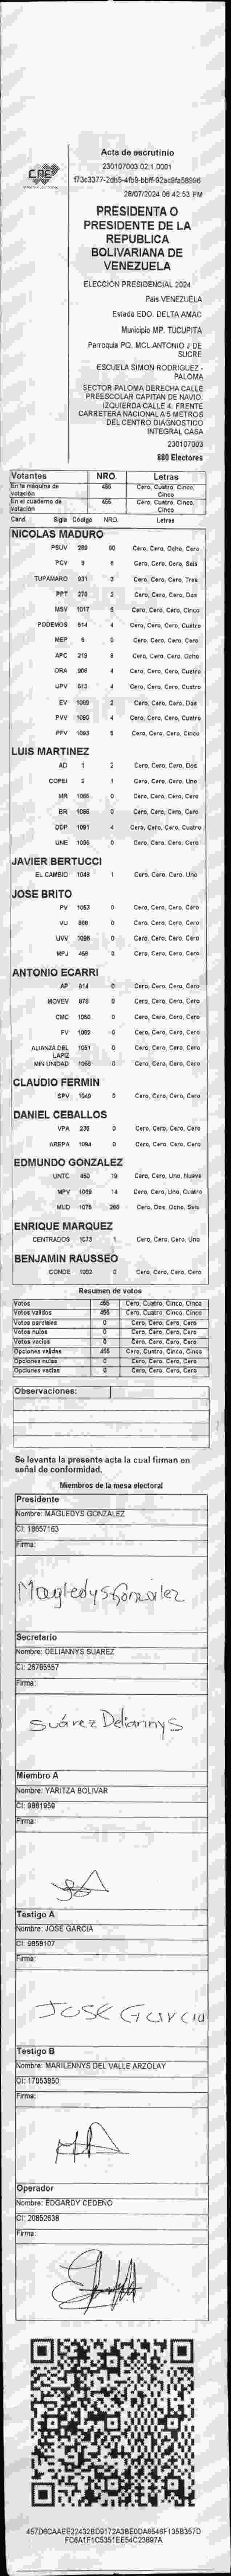 Acta de escrutinio
230107003.02.1.0001
28/07/2024 06:42:53 PM
CNE
PRESIDENTA O
PRESIDENTE DE LA
REPUBLICA
BOLIVARIANA DE
VENEZUELA
ELECCIÓN PRESIDENCIAL 2024
Pais VENEZUELA
Estado EDO. DELTA AMAC
Municipio MP. TUCUPITA
Parroquia PQ. MCL.ANTONIO J DE
SUCRE
ESCUELA SIMON RODRIGUEZ -
PALOMA
SECTOR PALOMA DERECHA CALLE
PREESCOLAR CAPITAN DE NAVIO.
IZQUIERDA CALLE 4. FRENTE
CARRETERA NACIONAL A 5 METROS
DEL CENTRO DIAGNOSTICO
INTEGRAL CASA
230107003
880 Electores
Votantes NRO. Letras
En la máquina de votación 455 Cero, Cuatro, Cinco, Cinco
En el cuaderno de votación 455 Cero, Cuatro, Cinco, Cinco
Cand Sigla Código NRO. Letras
NICOLAS MADURO
PSUV 269 80 Cero, Cero, Ocho, Cero
PCV 9 6 Cero, Cero, Cero, Seis
TUPAMARO 931 3 Cero, Cero, Cero, Tres
PPT 276 2 Cero, Cero, Cero, Dos
MSV 1017 5 Cero, Cero, Cero, Cinco
PODEMOS 614 4 Cero, Cero, Cero, Cuatro
MEP 6 0 Cero, Cero, Cero, Cero
APC 219 8 Cero, Cero, Cero, Ocho
ORA 906 4 Cero, Cero, Cero, Cuatro
UPV 613 4 Cero, Cero, Cero, Cuatro
EV 1089 2 Cero, Cero, Cero, Dos
PVV 1090 4 Cero, Cero, Cero, Cuatro
PFV 1093 5 Cero, Cero, Cero, Cinco
LUIS MARTINEZ
AD 1 2 Cero, Cero, Cero, Dos
COPEI 2 1 Cero, Cero, Cero, Uno
MR 1066 0 Cero, Cero, Cero, Cero
BR 1055 0 Cero, Cero, Cero, Cero
DDP 1091 4 Cero, Cero, Cero, Cuatro
UNE 1095 0 Cero, Cero, Cero, Cero
JAVIER BERTUCCI
EL CAMBIO 1048 1 Cero, Cero, Cero, Uno
JOSE BRITO
PV 1053 0 Cero, Cero, Cero, Cero
VU 868 0 Cero, Cero, Cero, Cero
UVV 1096 0 Cero, Cero, Cero, Cero
MPJ 468 0 Cero, Cero, Cero, Cero
ANTONIO ECARRI
AP 814 0 Cero, Cero, Cero, Cero
MOVEV 878 0 Cero, Cero, Cero, Cero
CMC 1050 0 Cero, Cero, Cero, Cero
FV 1062 0 Cero, Cero, Cero, Cero
ALIANZA DEL LAPIZ 1051 0 Cero, Cero, Cero, Cero
MIN UNIDAD 1058 0 Cero, Cero, Cero, Cero
CLAUDIO FERMIN
SPV 1049 0 Cero, Cero, Cero, Cero
DANIEL CEBALLOS
VPA 236 0 Cero, Cero, Cero, Cero
AREPA 1094 0 Cero, Cero, Cero, Cero
EDMUNDO GONZALEZ
UNTC 450 19 Cero, Cero, Uno, Nueve
MPV 1069 14 Cero, Cero, Uno, Cuatro
MUD 1078 286 Cero, Dos, Ocho, Seis
ENRIQUE MARQUEZ
CENTRADOS 1073 1 Cero, Cero, Cero, Uno
BENJAMIN RAUSSEO
CONDE 1092 0 Cero, Cero, Cero, Cero
Resumen de votos
Votos 455 Cero, Cuatro, Cinco, Cinco
Votos validos 455 Cero, Cuatro, Cinco, Cinco
Votos parciales 0 Cero, Cero, Cero, Cero
Votos nulos 0 Cero, Cero, Cero, Cero
Votos vacios 0 Cero, Cero, Cero, Cero
Opciones validas 455 Cero, Cuatro, Cinco, Cinco
Opciones nulas 0 Cero, Cero, Cero, Cero
Opciones vacias 0 Cero, Cero, Cero, Cero
Observaciones:
Se levanta la presente acta la cual firman en
señal de conformidad.
Miembros de la mesa electoral
Presidente
Nombre: MAGLEDYS GONZALEZ
CI: 18657163
Firma:
Magledys González
Secretario
Nombre: DELIANNYS SUAREZ
CI: 26785557
Firma:
Suárez Deliannys
Miembro A
Nombre: YARITZA BOLIVAR
CI: 9861959
Firma:
Testigo A
Nombre: JOSE GARCIA
CI: 9858107
Firma:
JOSE GARCIA
Testigo B
Nombre: MARILENNYS DEL VALLE ARZOLAY
CI: 17053850
Firma:
Operador
Nombre: EDGARDY CEDEÑO
CI: 20852638
Firma:
457D6CAAEE22432BD9172A3BE0DA6546F135B357D
FC6A1F1C5351EE54C23897A